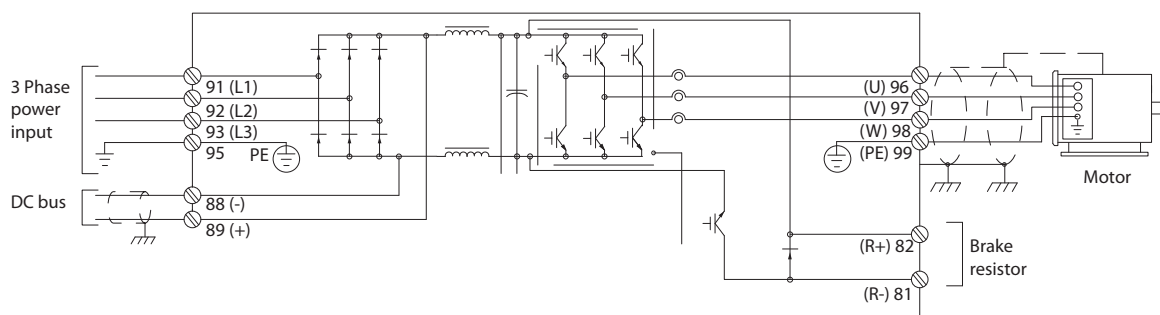 3 Phase
power
input
91 (L1)
92 (L2)
93 (L3)
95
PE
DC bus
88 (-)
89 (+)
(U) 96
(V) 97
(W) 98
(PE) 99
Motor
(R+) 82
Brake
resistor
(R-) 81